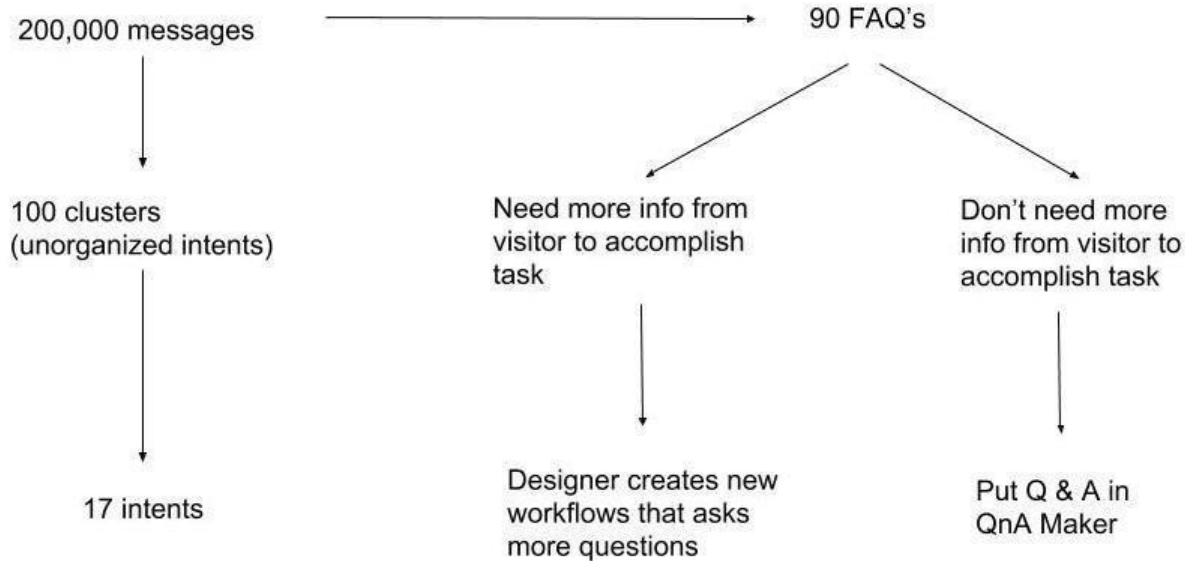 200,000 messages
90 FAQ's
100 clusters
(unorganized intents)
Need more info from
visitor to accomplish
task
Don't need more
info from visitor to
accomplish task
17 intents
Designer creates new
workflows that asks
more questions
Put Q & A in
QnA Maker